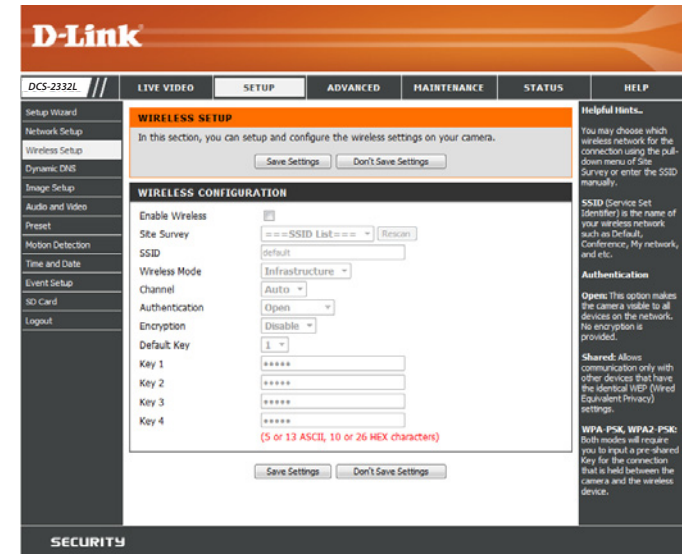 D-Link
DCS-2332L // LIVE VIDEO SETUP ADVANCED MAINTENANCE STATUS HELP
Setup Wizard
Network Setup
Wireless Setup
Dynamic DNS
Image Setup
Audio and Video
Preset
Motion Detection
Time and Date
Event Setup
SD Card
Logout
WIRELESS SETUP
In this section, you can setup and configure the wireless settings on your camera.
Save Settings Don't Save Settings
WIRELESS CONFIGURATION
Enable Wireless
Site Survey ===SSID List=== Rescan
SSID default
Wireless Mode Infrastructure
Channel Auto
Authentication Open
Encryption Disable
Default Key 1
Key 1 •••••
Key 2 •••••
Key 3 •••••
Key 4 •••••
(5 or 13 ASCII, 10 or 26 HEX characters)
Save Settings Don't Save Settings
Helpful Hints..
You may choose which
wireless network for the
connection using the pull-
down menu of Site
Survey or enter the SSID
manually.
SSID (Service Set
Identifier) is the name of
your wireless network
such as Default,
Conference, My network,
and etc.
Authentication
Open: This option makes
the camera visible to all
devices on the network.
No encryption is
provided.
Shared: Allows
communication only with
other devices that have
the identical WEP (Wired
Equivalent Privacy)
settings.
WPA-PSK, WPA2-PSK:
Both modes will require
you to input a pre-shared
Key for the connection
that is held between the
camera and the wireless
device.
SECURITY